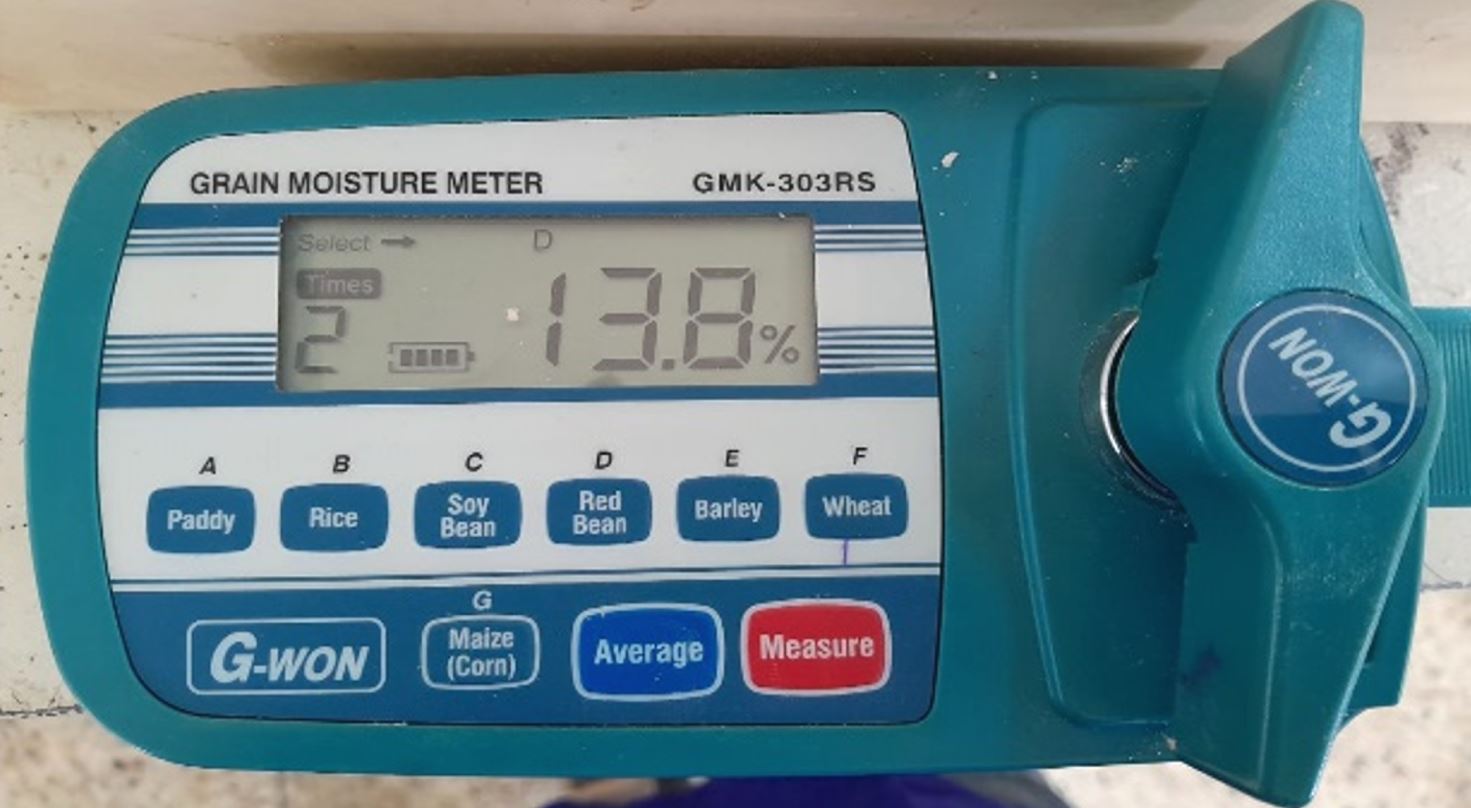 GRAIN MOISTURE METER GMK-303RS
Select → D
Times
2 13.8%
A B C D E F
Paddy Rice Soy Bean Red Bean Barley Wheat
G
G-WON Maize (Corn) Average Measure
G-WON